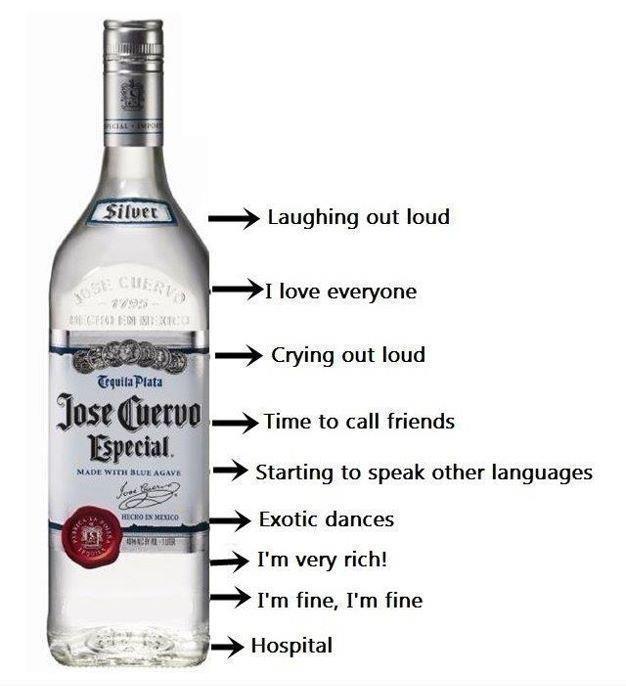 Silver
Laughing out loud
JOSE CUERVO
1795
HECHO EN MEXICO
I love everyone
Crying out loud
Tequila Plata
Jose Cuervo
Especial.
Time to call friends
MADE WITH BLUE AGAVE
Starting to speak other languages
Jose Cuervo
HECHO EN MEXICO
Exotic dances
I'm very rich!
I'm fine, I'm fine
Hospital